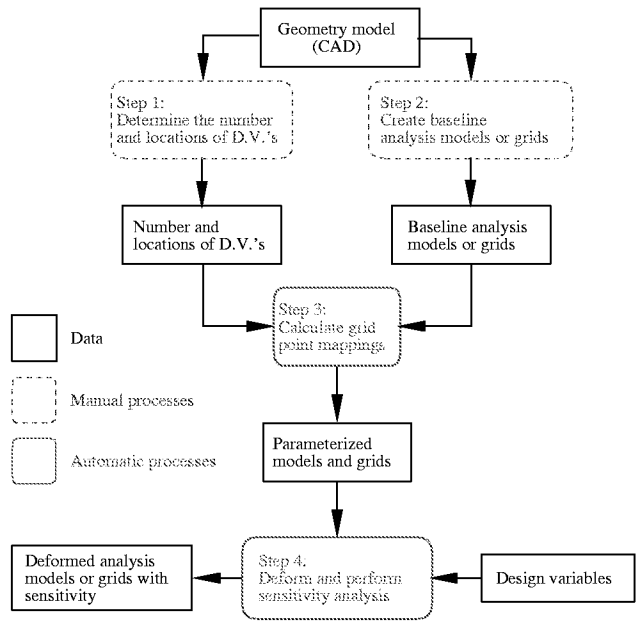 Geometry model
(CAD)
Step 1:
Determine the number
and locations of D.V.'s
Step 2:
Create baseline
analysis models or grids
Number and
locations of D.V.'s
Baseline analysis
models or grids
Step 3:
Calculate grid
point mappings
Data
Manual processes
Automatic processes
Parameterized
models and grids
Step 4:
Deform and perform
sensitivity analysis
Deformed analysis
models or grids with
sensitivity
Design variables